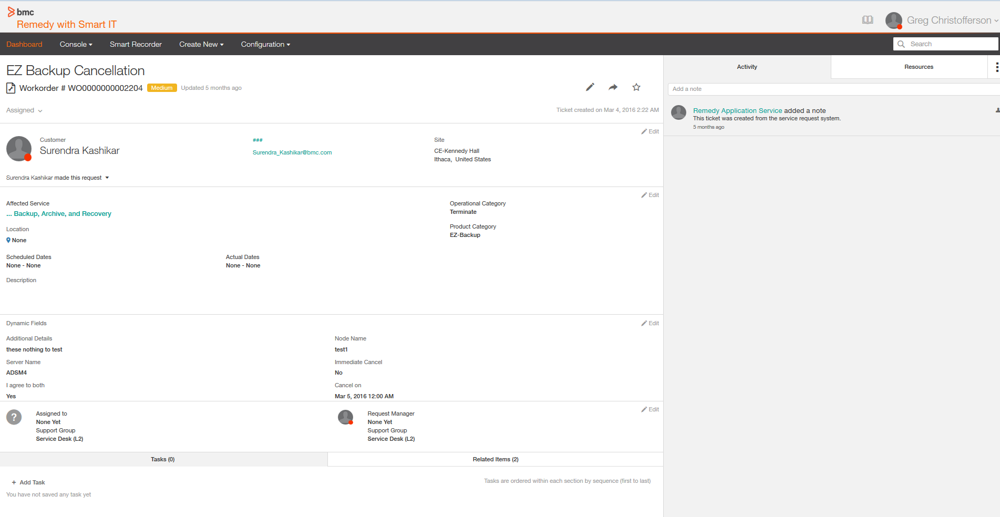 bmc
Remedy with Smart IT
Greg Christofferson
Dashboard
Console
Smart Recorder
Create New
Configuration
Search
EZ Backup Cancellation
Workorder # WO0000000002204
Medium
Updated 5 months ago
Assigned
Ticket created on Mar 4, 2016 2:22 AM
Edit
Customer
Surendra Kashikar
###
Surendra_Kashikar@bmc.com
Site
CE-Kennedy Hall
Ithaca, United States
Surendra Kashikar made this request
Edit
Affected Service
... Backup, Archive, and Recovery
Operational Category
Terminate
Location
None
Product Category
EZ-Backup
Scheduled Dates
None - None
Actual Dates
None - None
Description
Dynamic Fields
Edit
Additional Details
these nothing to test
Node Name
test1
Server Name
ADSM4
Immediate Cancel
No
I agree to both
Yes
Cancel on
Mar 5, 2016 12:00 AM
Edit
?
Assigned to
None Yet
Support Group
Service Desk (L2)
Request Manager
None Yet
Support Group
Service Desk (L2)
Tasks (0)
Related Items (2)
+ Add Task
Tasks are ordered within each section by sequence (first to last)
You have not saved any task yet
Activity
Resources
Add a note
Remedy Application Service added a note
This ticket was created from the service request system.
5 months ago